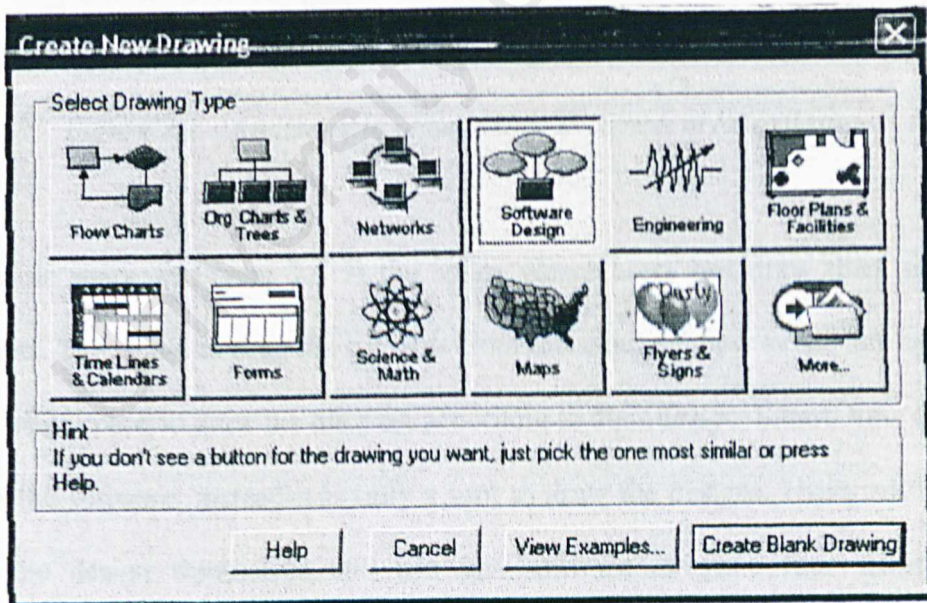 Create New Drawing
Select Drawing Type
Flow Charts
Org Charts &
Trees
Networks
Software
Design
Engineering
Floor Plans &
Facilities
Time Lines
& Calendars
Forms
Science &
Math
Maps
Party
Flyers &
Signs
More...
Hint
If you don't see a button for the drawing you want, just pick the one most similar or press
Help.
Help
Cancel
View Examples...
Create Blank Drawing